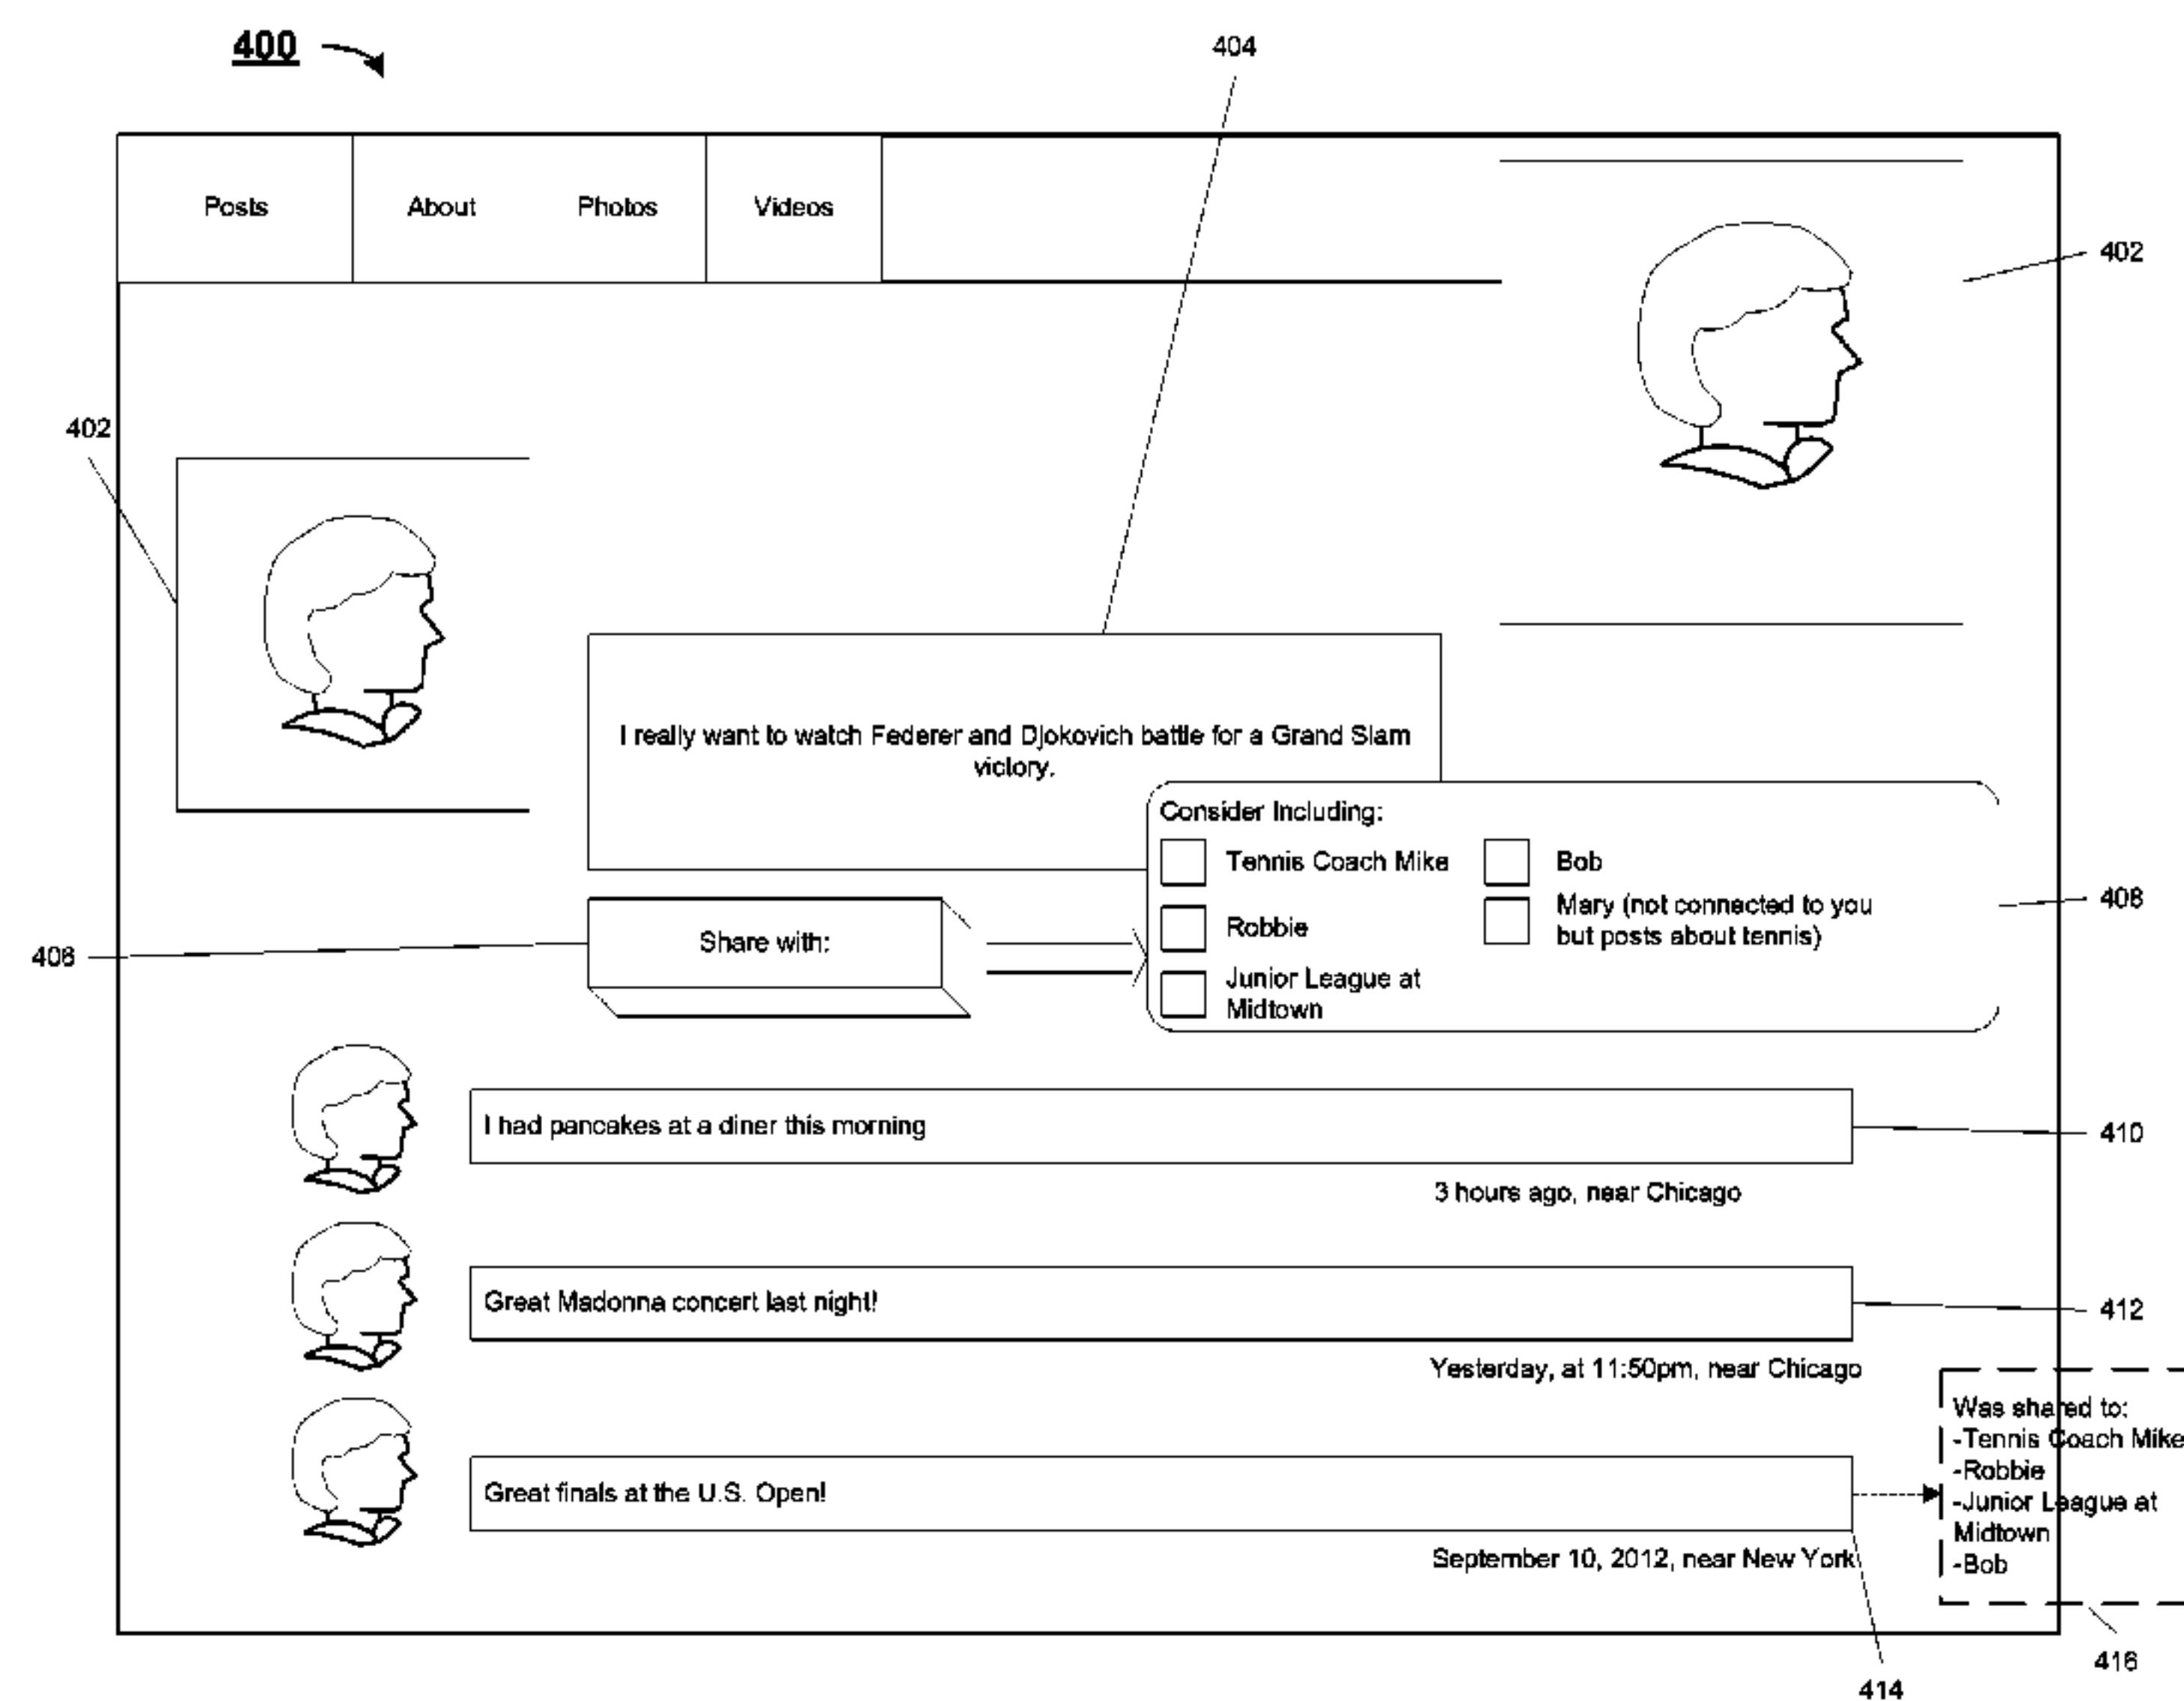 400
404
Posts
About
Photos
Videos
402
402
I really want to watch Federer and Djokovich battle for a Grand Slam
victory.
Consider Including:
Tennis Coach Mike
Bob
Robbie
Mary (not connected to you
but posts about tennis)
Junior League at
Midtown
408
Share with:
406
I had pancakes at a diner this morning
410
3 hours ago, near Chicago
Great Madonna concert last night!
412
Yesterday, at 11:50pm, near Chicago
Was shared to:
-Tennis Coach Mike
-Robbie
-Junior League at
Midtown
-Bob
Great finals at the U.S. Open!
September 10, 2012, near New York
416
414